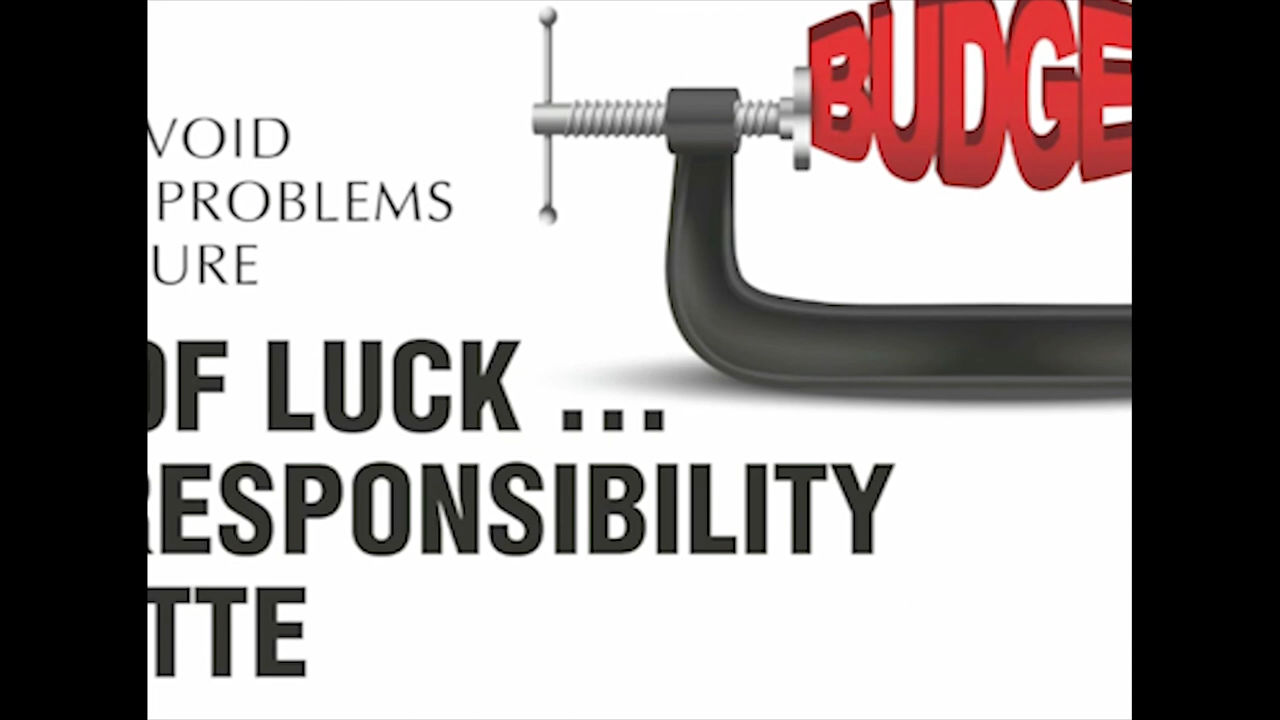 BUDGE
VOID
PROBLEMS
URE
OF LUCK ...
RESPONSIBILITY
TTE